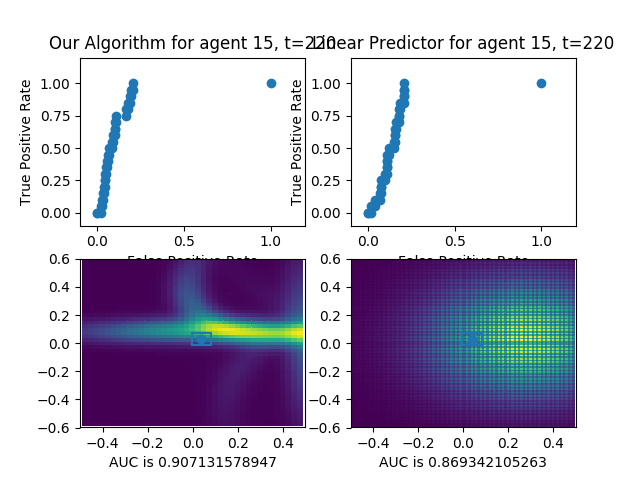 Our Algorithm for agent 15, t=220
Linear Predictor for agent 15, t=220
True Positive Rate
1.00
0.75
0.50
0.25
0.00
0.0 0.5 1.0
False Positive Rate
True Positive Rate
1.00
0.75
0.50
0.25
0.00
0.0 0.5 1.0
False Positive Rate
0.6
0.4
0.2
0.0
−0.2
−0.4
−0.6
−0.4 −0.2 0.0 0.2 0.4
AUC is 0.907131578947
0.6
0.4
0.2
0.0
−0.2
−0.4
−0.6
−0.4 −0.2 0.0 0.2 0.4
AUC is 0.869342105263